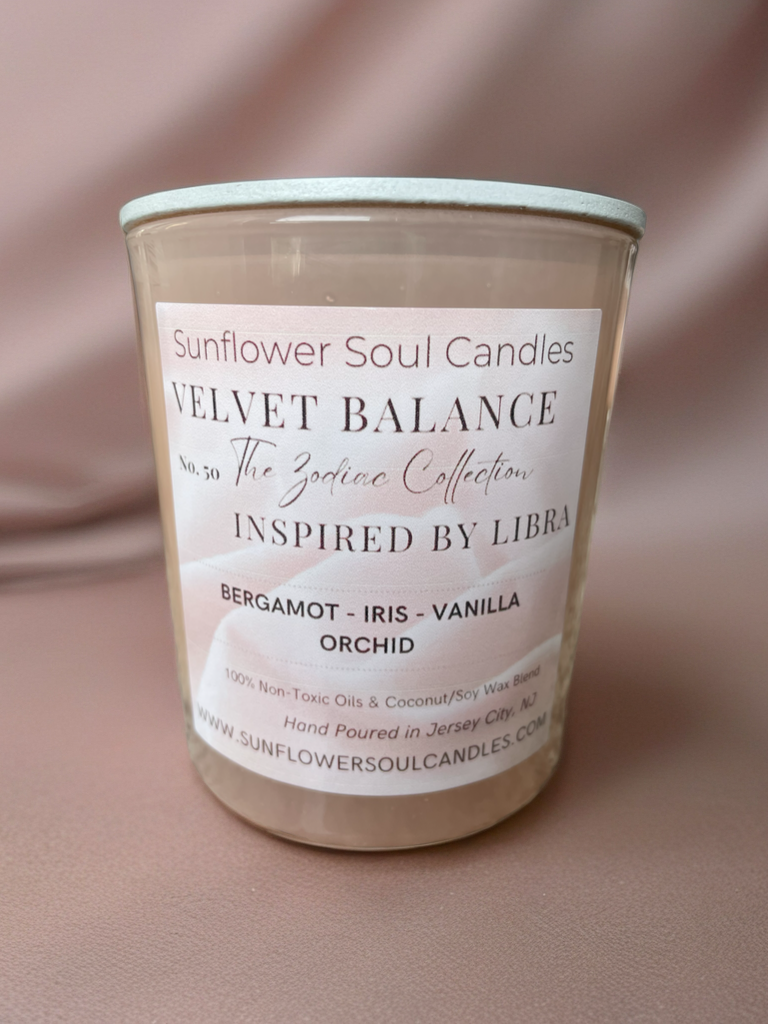 Sunflower Soul Candles
VELVET BALANCE
No. 50 The Zodiac Collection
INSPIRED BY LIBRA
BERGAMOT - IRIS - VANILLA
ORCHID
100% Non-Toxic Oils & Coconut/Soy Wax Blend
Hand Poured in Jersey City, NJ
WWW.SUNFLOWERSOULCANDLES.COM